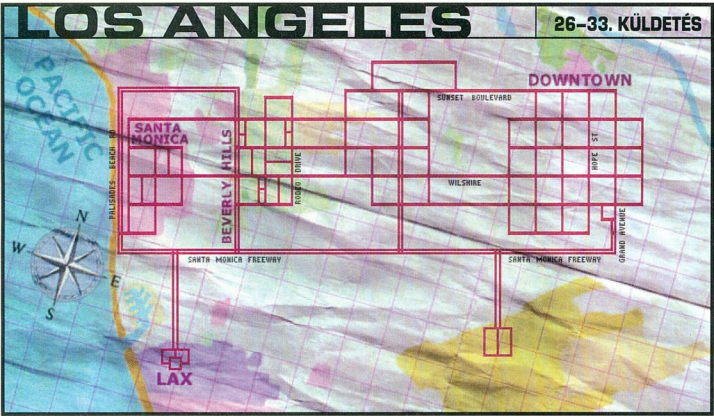 LOS ANGELES
26–33. KÜLDETÉS
PACIFIC
OCEAN
DOWNTOWN
SUNSET BOULEVARD
SANTA
MONICA
PALISADES BEACH RD
BEVERLY HILLS
RODEO DRIVE
HOPE ST
WILSHIRE
GRAND AVENUE
N
W
E
S
SANTA MONICA FREEWAY
SANTA MONICA FREEWAY
LAX